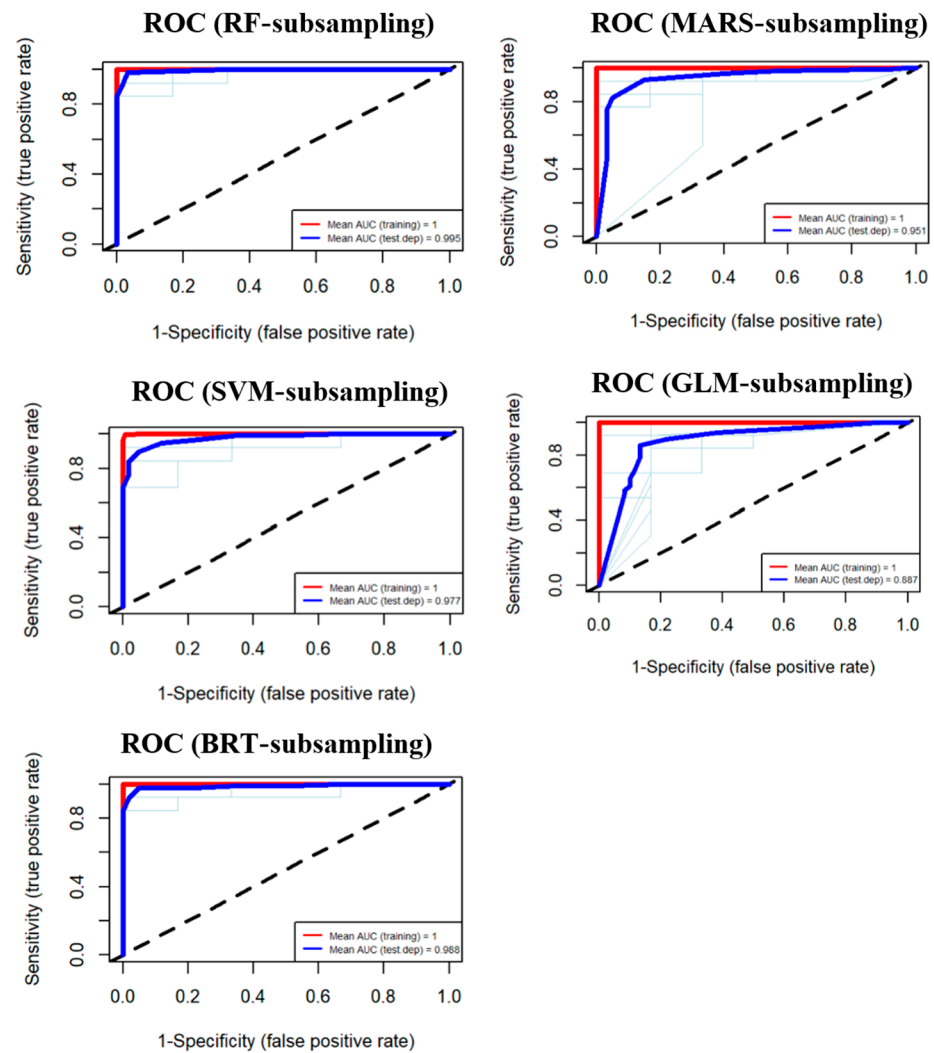 ROC (RF-subsampling)
Sensitivity (true positive rate)
0.8
0.4
0.0
Mean AUC (training) = 1
Mean AUC (test.dep) = 0.995
0.0 0.2 0.4 0.6 0.8 1.0
1-Specificity (false positive rate)
ROC (MARS-subsampling)
Sensitivity (true positive rate)
0.8
0.4
0.0
Mean AUC (training) = 1
Mean AUC (test.dep) = 0.951
0.0 0.2 0.4 0.6 0.8 1.0
1-Specificity (false positive rate)
ROC (SVM-subsampling)
Sensitivity (true positive rate)
0.8
0.4
0.0
Mean AUC (training) = 1
Mean AUC (test.dep) = 0.977
0.0 0.2 0.4 0.6 0.8 1.0
1-Specificity (false positive rate)
ROC (GLM-subsampling)
Sensitivity (true positive rate)
0.8
0.4
0.0
Mean AUC (training) = 1
Mean AUC (test.dep) = 0.887
0.0 0.2 0.4 0.6 0.8 1.0
1-Specificity (false positive rate)
ROC (BRT-subsampling)
Sensitivity (true positive rate)
0.8
0.4
0.0
Mean AUC (training) = 1
Mean AUC (test.dep) = 0.988
0.0 0.2 0.4 0.6 0.8 1.0
1-Specificity (false positive rate)